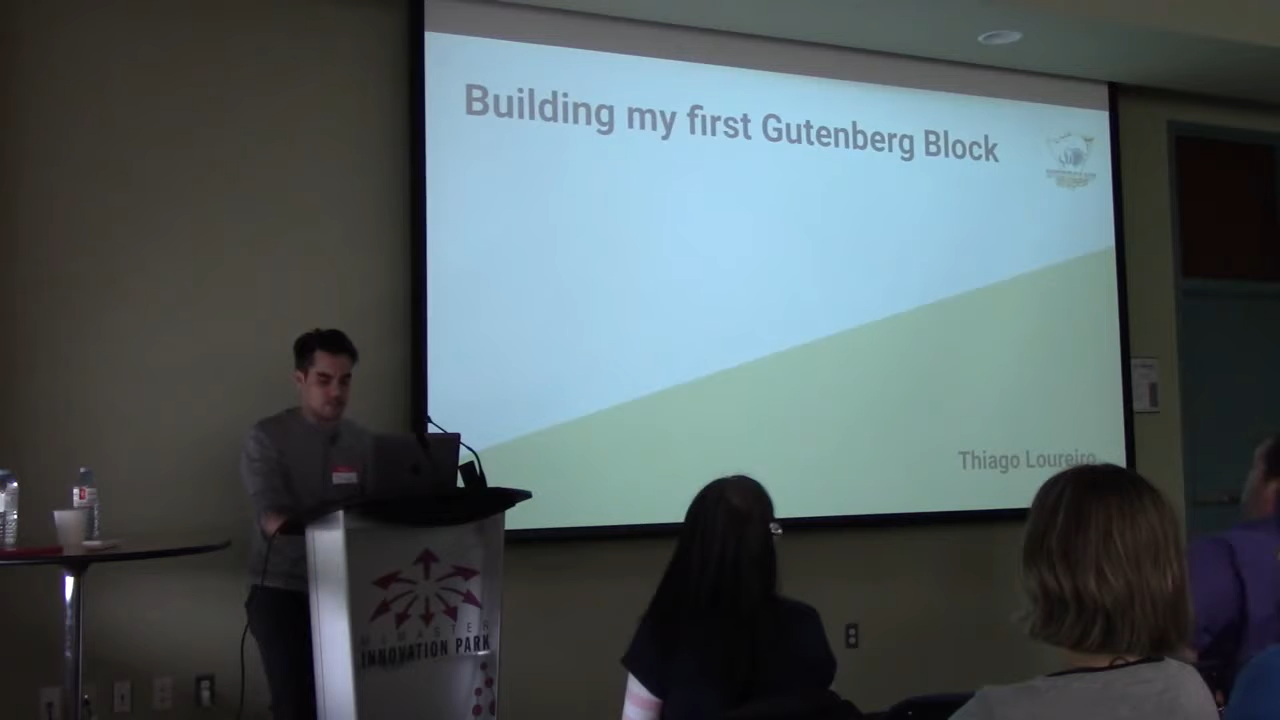 Building my first Gutenberg Block
Thiago Loureiro
McMASTER
INNOVATION PARK